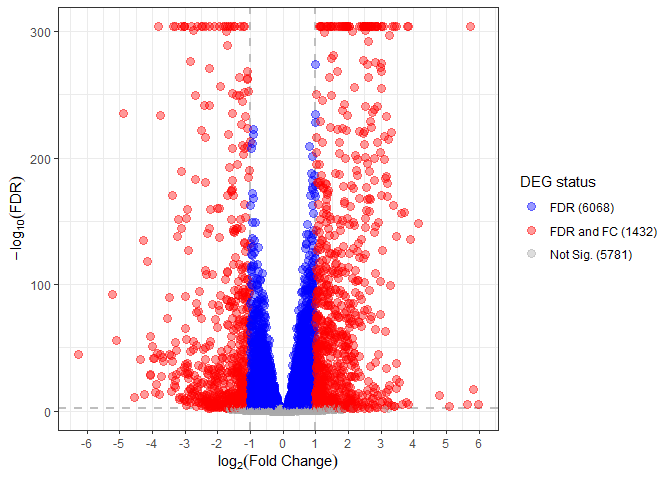 300
200
100
0
−log₁₀(FDR)
-6 -5 -4 -3 -2 -1 0 1 2 3 4 5 6
log₂(Fold Change)
DEG status
FDR (6068)
FDR and FC (1432)
Not Sig. (5781)